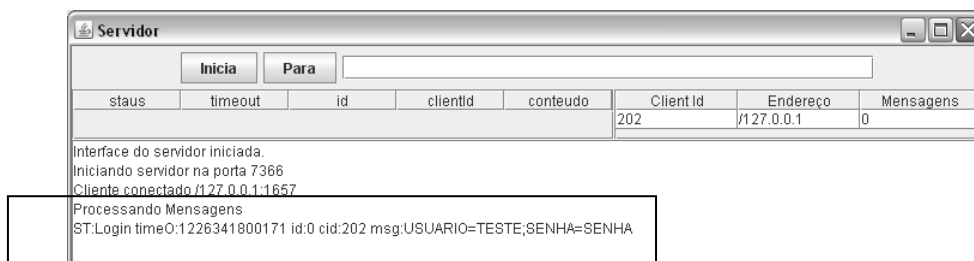 Servidor
Inicia Para
staus timeout id clientId conteudo Client Id Endereço Mensagens
202 /127.0.0.1 0
Interface do servidor iniciada.
Iniciando servidor na porta 7366
Cliente conectado /127.0.0.1:1657
Processando Mensagens
ST:Login timeO:1226341800171 id:0 cid:202 msg:USUARIO=TESTE;SENHA=SENHA